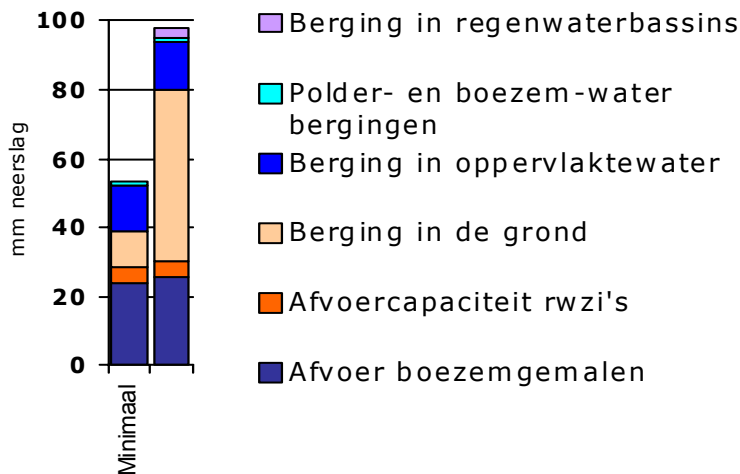 100
80
60
40
20
0
mm neerslag
Minimaal
Berging in regenwaterbassins
Polder- en boezem-water
bergingen
Berging in oppervlaktewater
Berging in de grond
Afvoercapaciteit rwzi's
Afvoer boezemgemalen